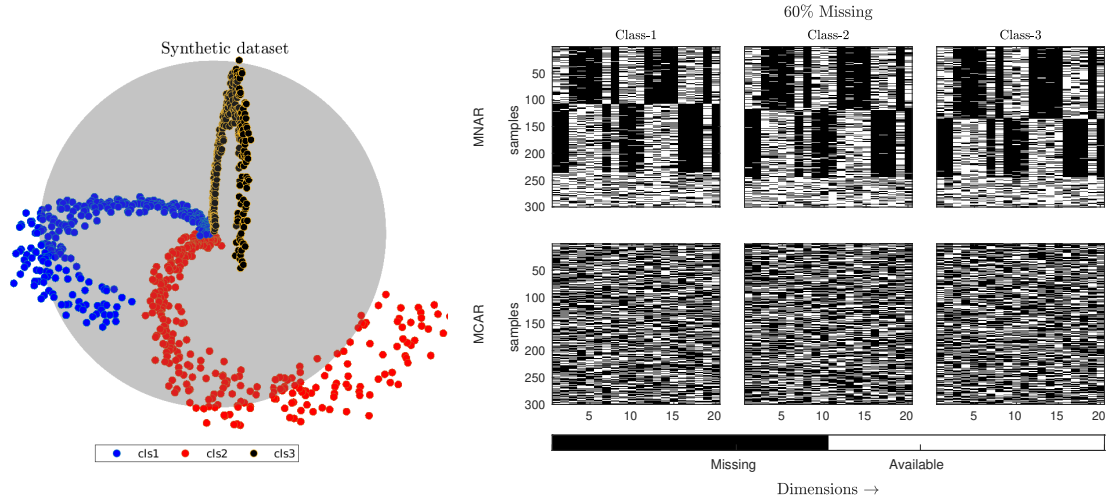 Synthetic dataset
cls1 cls2 cls3
60% Missing
Class-1 Class-2 Class-3
MNAR
samples
50
100
150
200
250
300
MCAR
samples
50
100
150
200
250
300
5 10 15 20 5 10 15 20 5 10 15 20
Missing Available
Dimensions →